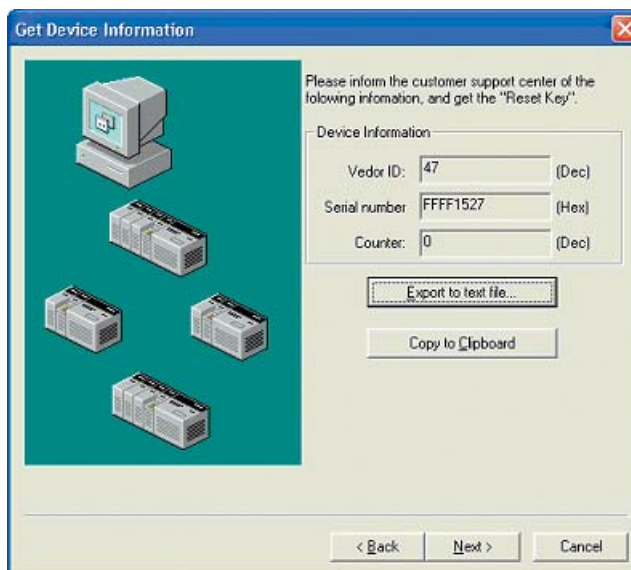 Get Device Information
Please inform the customer support center of the
folowing infomation, and get the "Reset Key".
Device Information
Vedor ID: 47 (Dec)
Serial number FFFF1527 (Hex)
Counter: 0 (Dec)
Export to text file...
Copy to Clipboard
< Back Next > Cancel